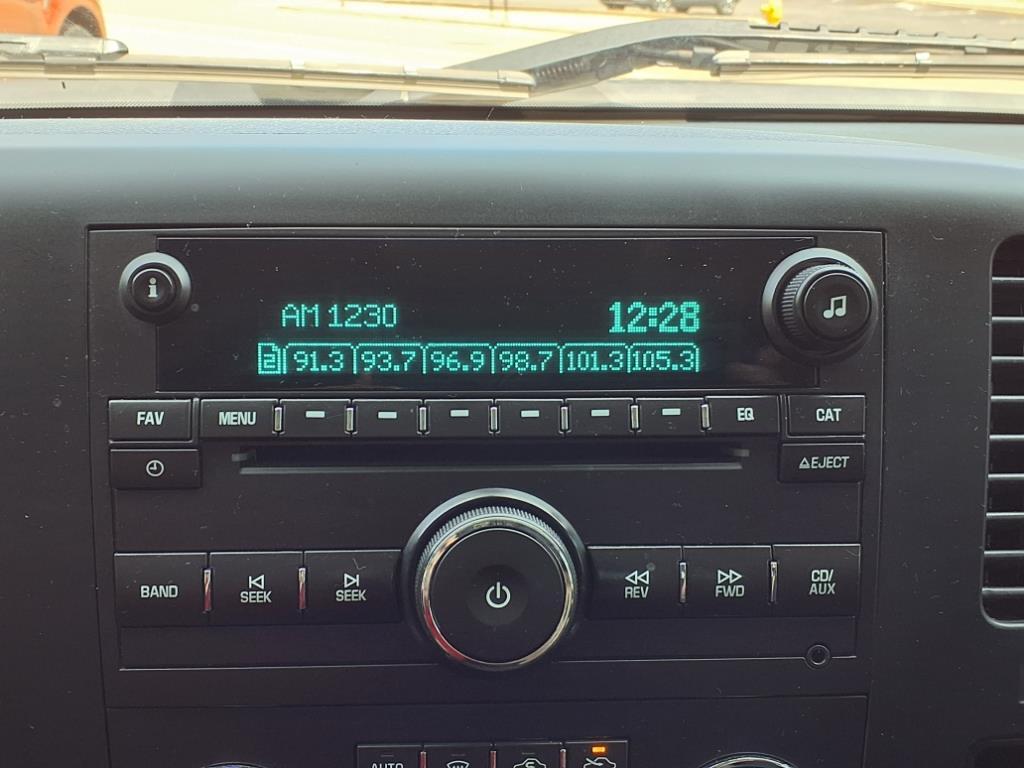 i
AM 1230 12:28
2 91.3 93.7 96.9 98.7 101.3 105.3
FAV MENU EQ CAT
EJECT
BAND SEEK SEEK REV FWD CD/
AUX
AUTO